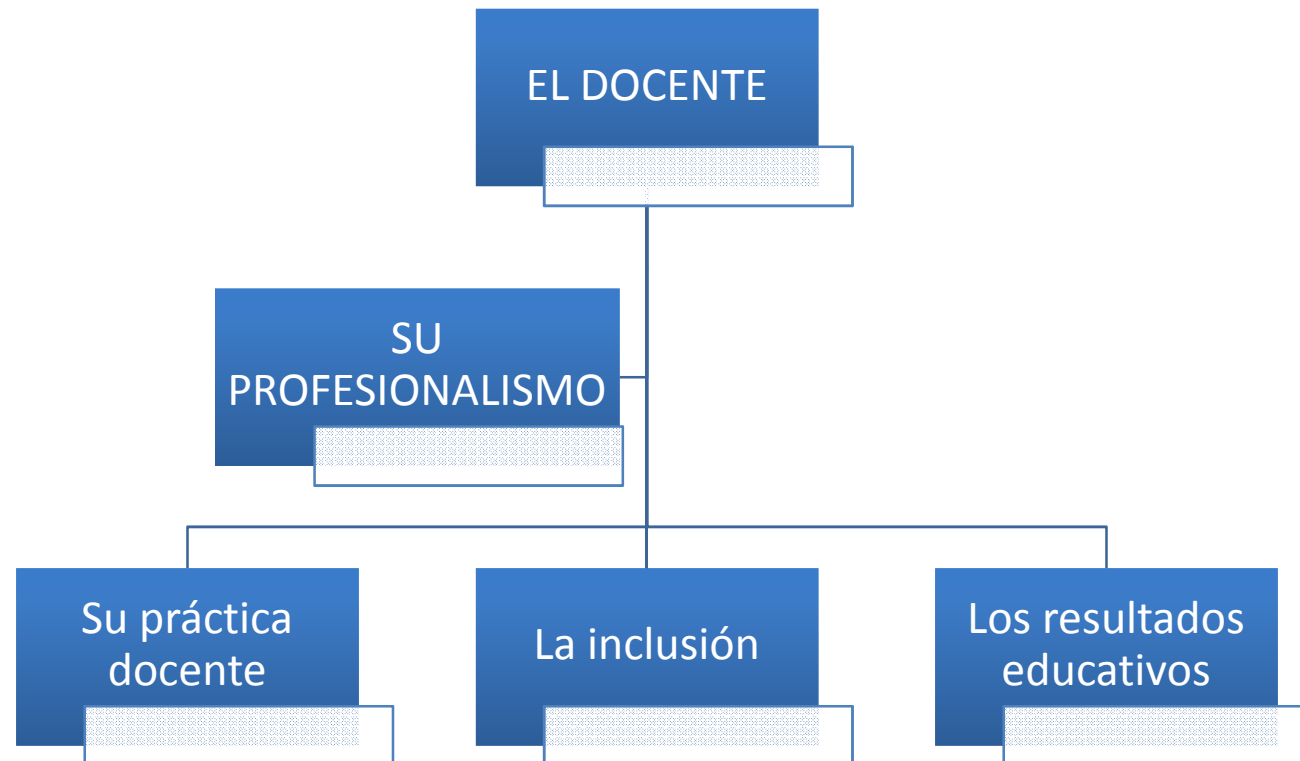 EL DOCENTE
SU
PROFESIONALISMO
Su práctica
docente
La inclusión
Los resultados
educativos